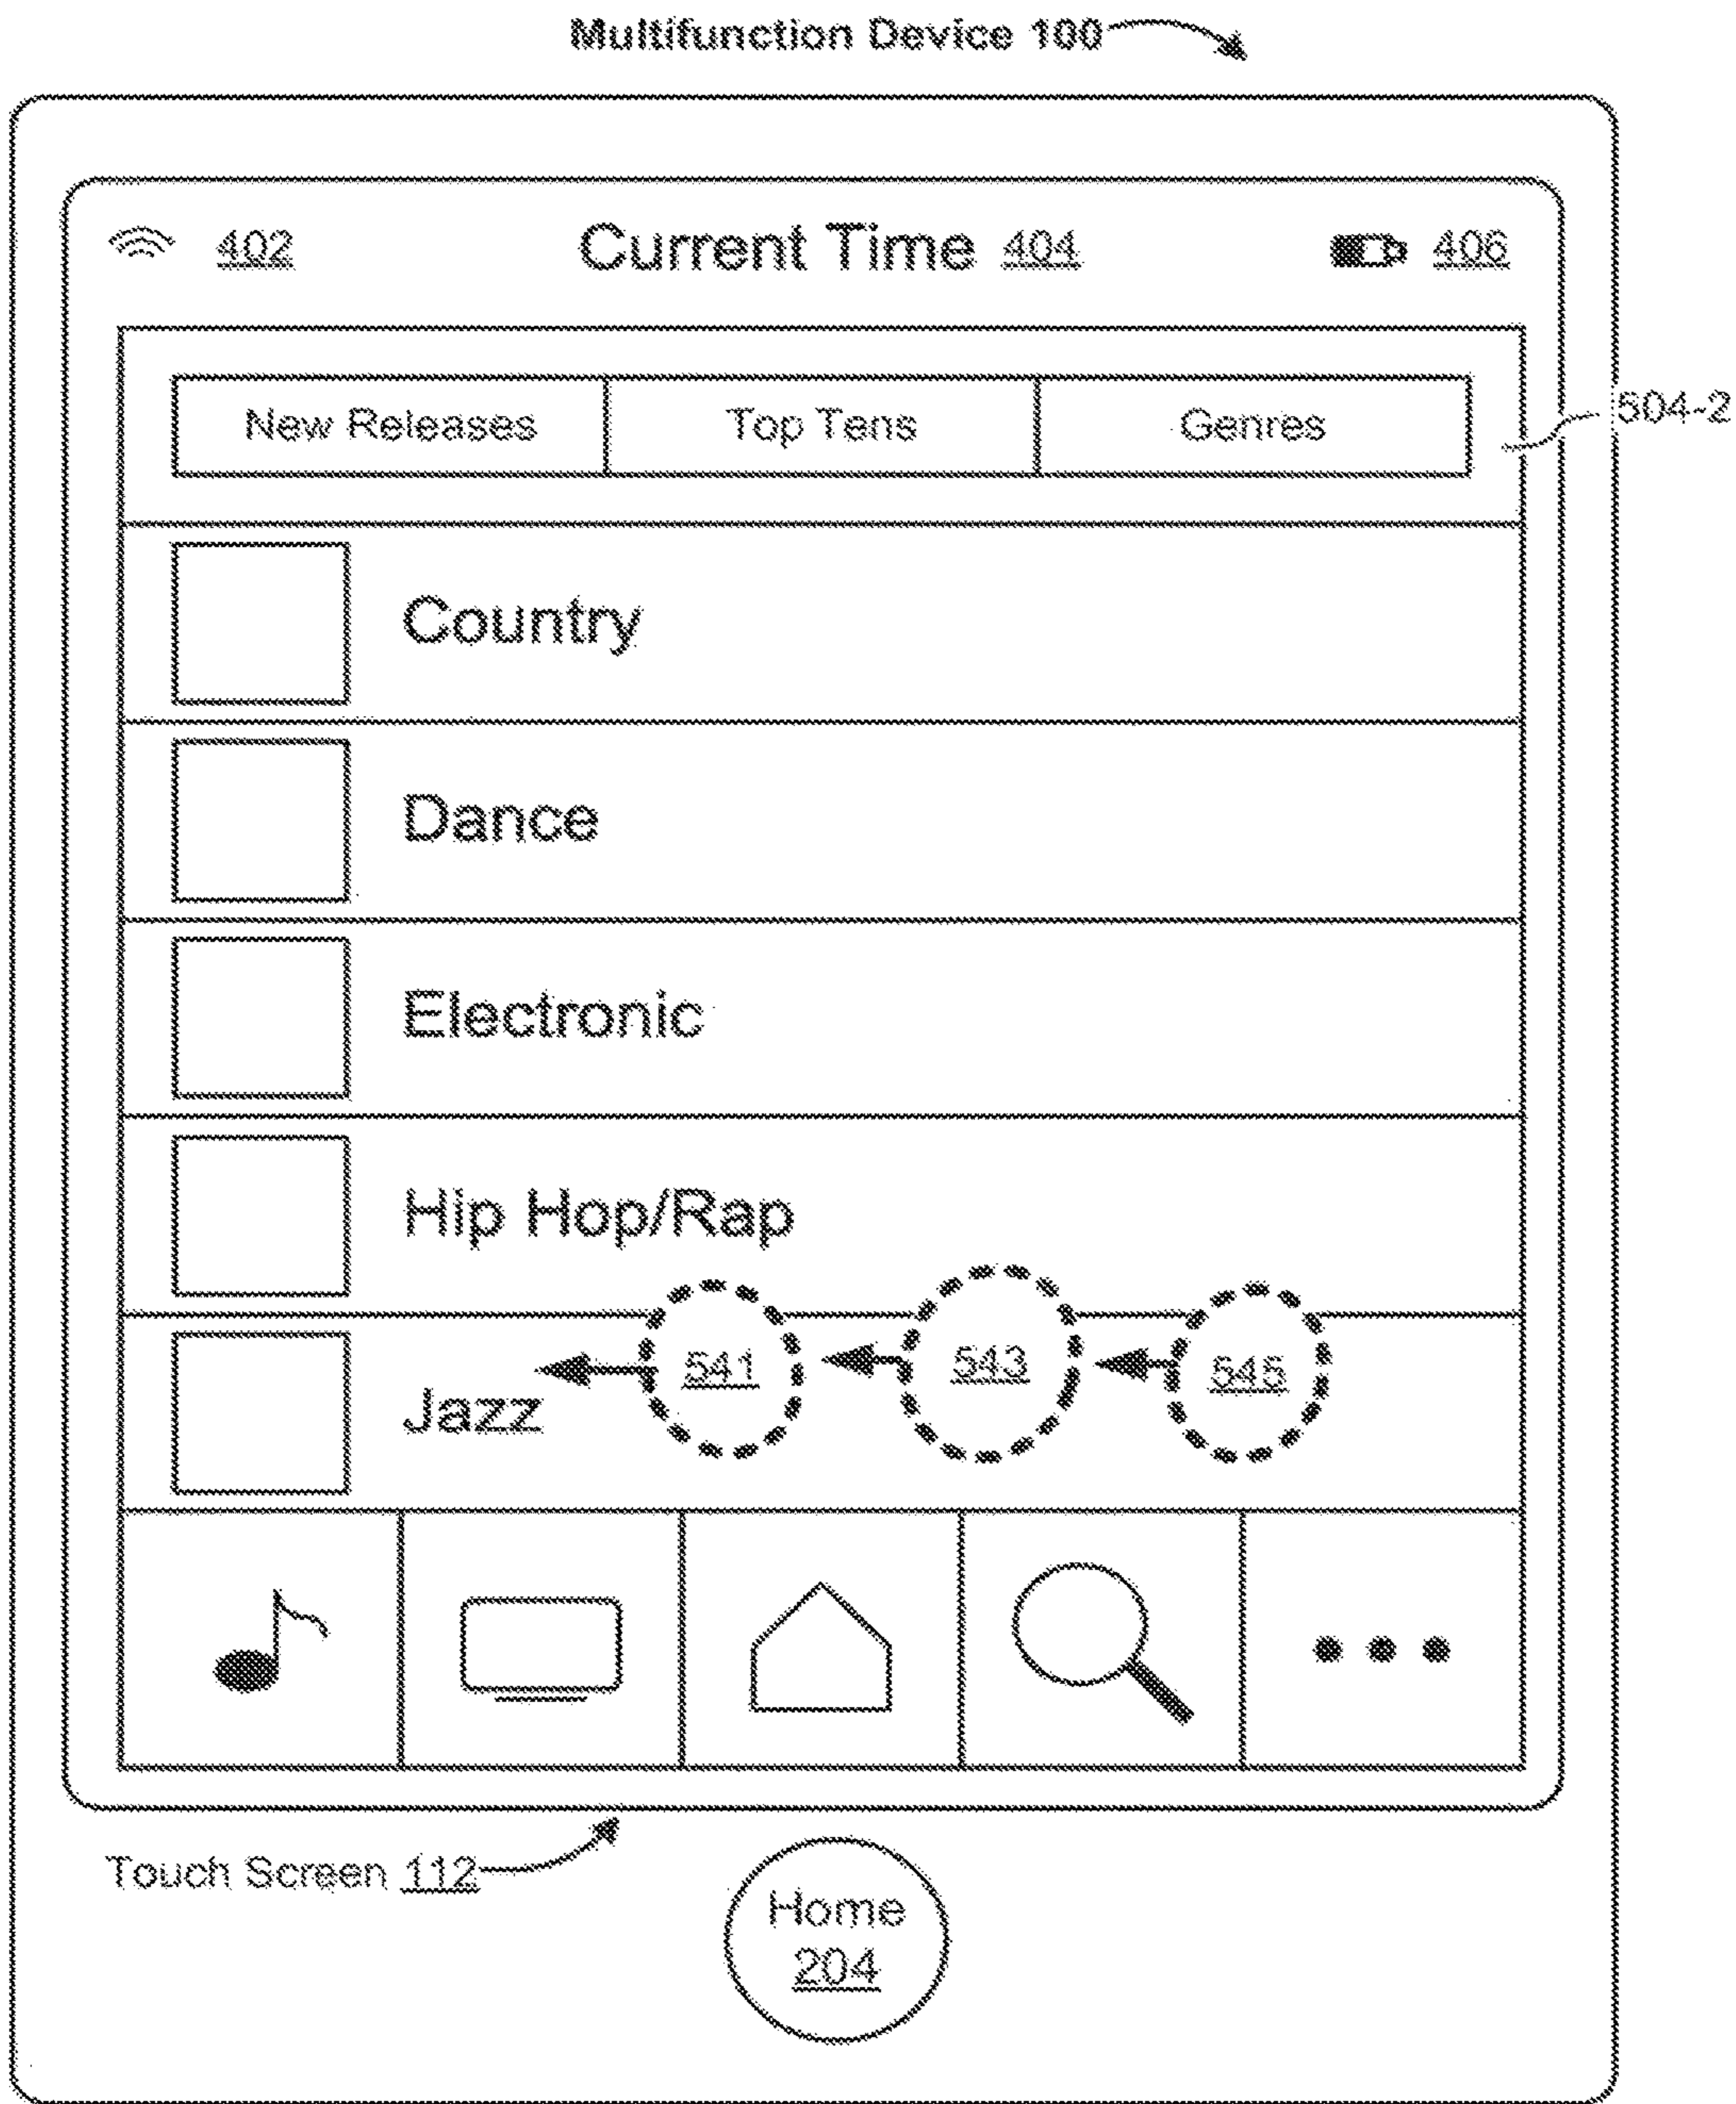 Multifunction Device 100
402 Current Time 404 406
New Releases Top Tens Genres
504-2
Country
Dance
Electronic
Hip Hop/Rap
541 543 545
Jazz
Touch Screen 112
Home
204